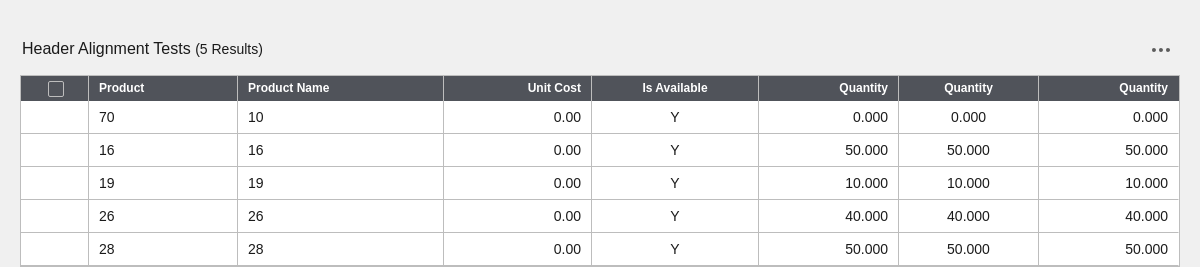 Header Alignment Tests (5 Results)
Product Product Name Unit Cost Is Available Quantity Quantity Quantity
70 10 0.00 Y 0.000 0.000 0.000
16 16 0.00 Y 50.000 50.000 50.000
19 19 0.00 Y 10.000 10.000 10.000
26 26 0.00 Y 40.000 40.000 40.000
28 28 0.00 Y 50.000 50.000 50.000